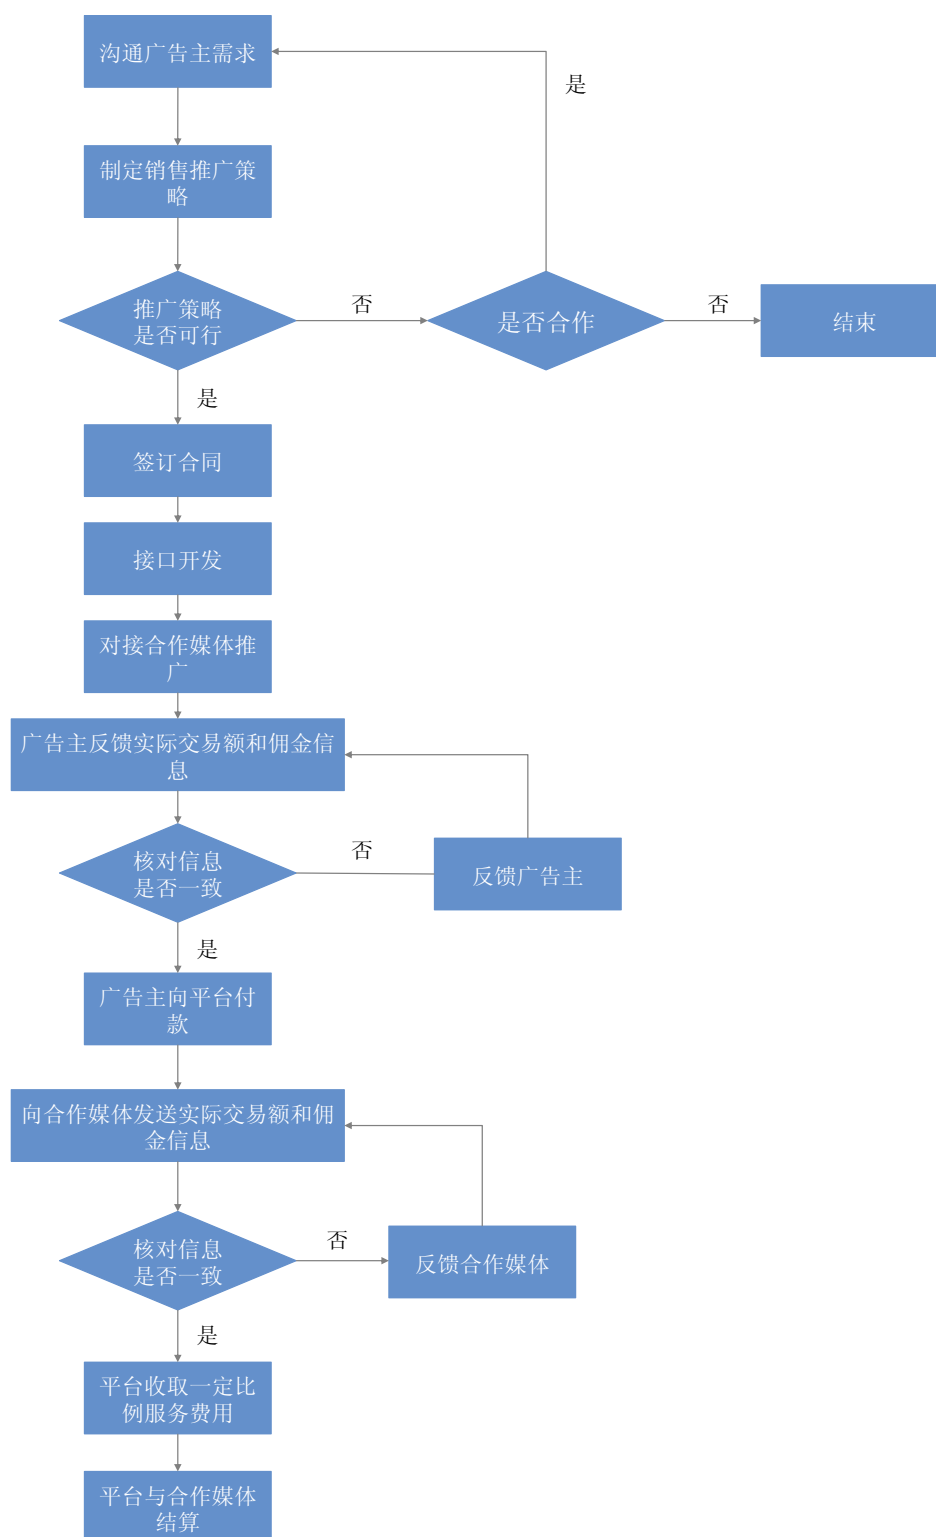 沟通广告主需求
是
制定销售推广策
略
推广策略
是否可行
否
是否合作
否
结束
是
签订合同
接口开发
对接合作媒体推
广
广告主反馈实际交易额和佣金信
息
核对信息
是否一致
否
反馈广告主
是
广告主向平台付
款
向合作媒体发送实际交易额和佣
金信息
核对信息
是否一致
否
反馈合作媒体
是
平台收取一定比
例服务费用
平台与合作媒体
结算